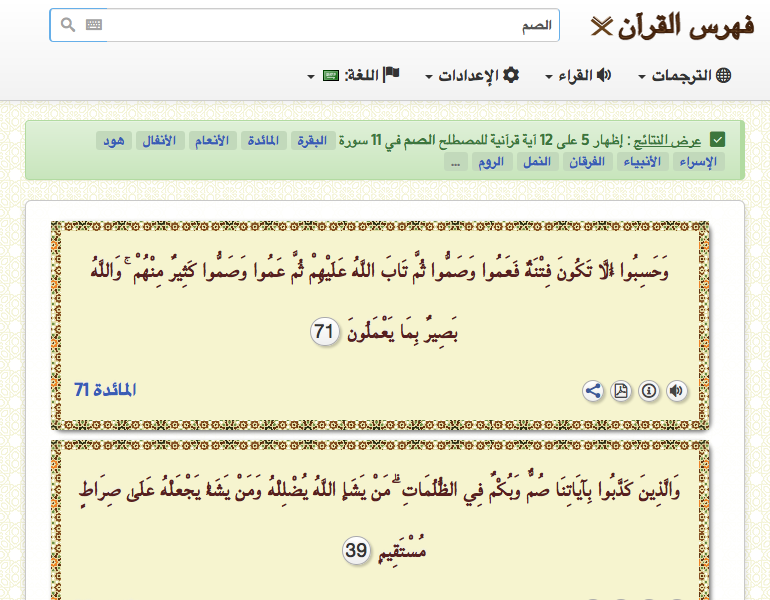 فهرس القرآن
الصم
الترجمات
القراء
الإعدادات
اللغة:
عرض النتائج : إظهار 5 على 12 آية قرآنية للمصطلح الصم في 11 سورة البقرة المائدة الأنعام الأنفال هود
الإسراء الأنبياء الفرقان النمل الروم ...
وَحَسِبُوا أَلَّا تَكُونَ فِتْنَةٌ فَعَمُوا وَصَمُّوا ثُمَّ تَابَ اللَّهُ عَلَيْهِمْ ثُمَّ عَمُوا وَصَمُّوا كَثِيرٌ مِنْهُمْ ۚ وَاللَّهُ
بَصِيرٌ بِمَا يَعْمَلُونَ 71
المائدة 71
وَالَّذِينَ كَذَّبُوا بِآيَاتِنَا صُمٌّ وَبُكْمٌ فِي الظُّلُمَاتِ ۗ مَنْ يَشَإِ اللَّهُ يُضْلِلْهُ وَمَنْ يَشَأْ يَجْعَلْهُ عَلَىٰ صِرَاطٍ
مُسْتَقِيمٍ 39